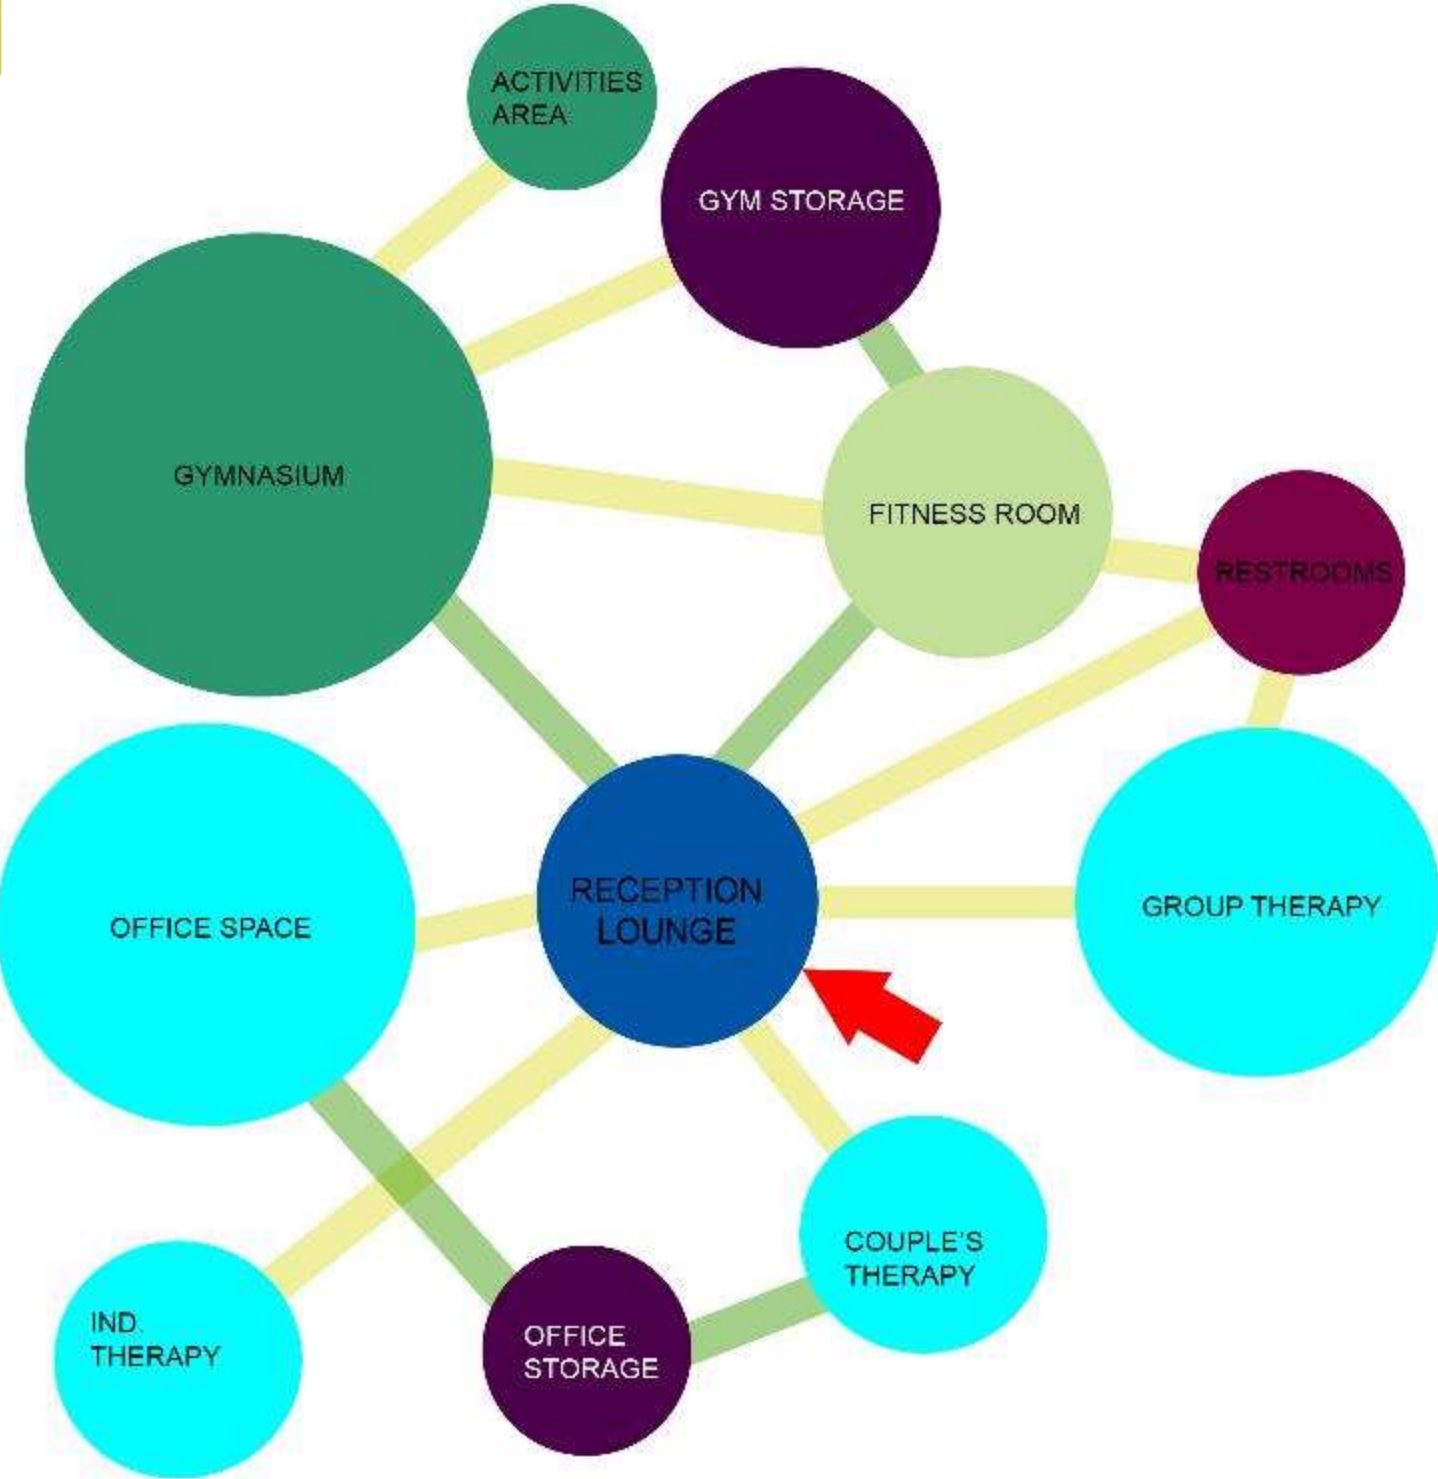 ACTIVITIES
AREA
GYM STORAGE
GYMNASIUM
FITNESS ROOM
RESTROOMS
RECEPTION
LOUNGE
OFFICE SPACE
GROUP THERAPY
COUPLE'S
THERAPY
IND.
THERAPY
OFFICE
STORAGE